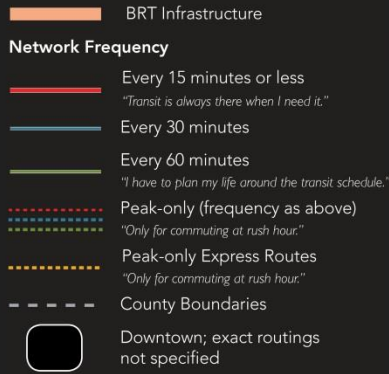 BRT Infrastructure
Network Frequency
Every 15 minutes or less
"Transit is always there when I need it."
Every 30 minutes
Every 60 minutes
"I have to plan my life around the transit schedule."
Peak-only (frequency as above)
"Only for commuting at rush hour."
Peak-only Express Routes
"Only for commuting at rush hour."
County Boundaries
Downtown; exact routings
not specified